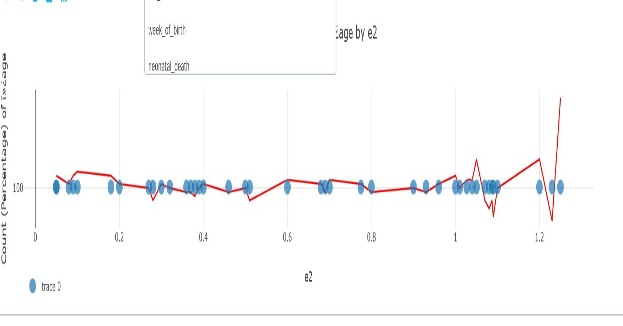 week_of_birth
neonatal_death
age by e2
Count (Percentage) of
100
0
0.2
0.4
0.6
0.8
1
1.2
e2
trace 0